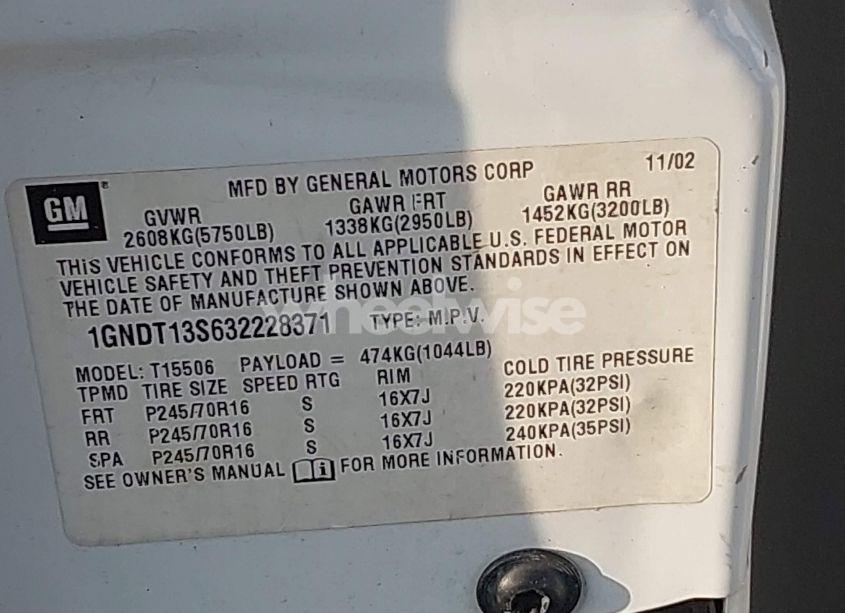 GM
®
MFD BY GENERAL MOTORS CORP 11/02
GVWR GAWR FRT GAWR RR
2608KG(5750LB) 1338KG(2950LB) 1452KG(3200LB)
THIS VEHICLE CONFORMS TO ALL APPLICABLE U.S. FEDERAL MOTOR
VEHICLE SAFETY AND THEFT PREVENTION STANDARDS IN EFFECT ON
THE DATE OF MANUFACTURE SHOWN ABOVE.
wheelwise
1GNDT13S632228371 TYPE: M.P.V.
MODEL: T15506 PAYLOAD = 474KG(1044LB)
TPMD TIRE SIZE SPEED RTG RIM COLD TIRE PRESSURE
FRT P245/70R16 S 16X7J 220KPA(32PSI)
RR P245/70R16 S 16X7J 220KPA(32PSI)
SPA P245/70R16 S 16X7J 240KPA(35PSI)
SEE OWNER'S MANUAL i FOR MORE INFORMATION.